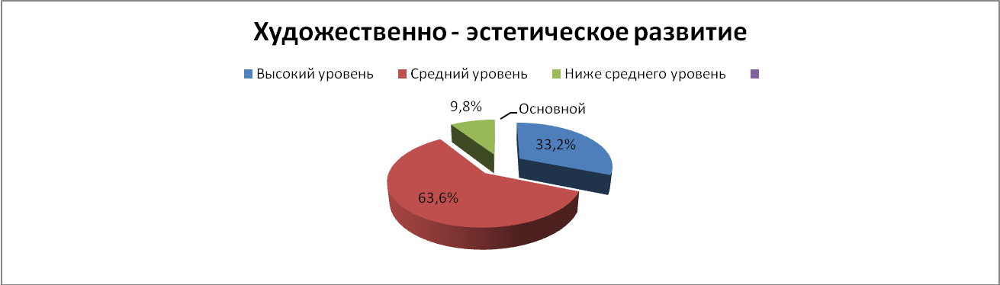 Художественно - эстетическое развитие
Высокий уровень Средний уровень Ниже среднего уровень
9,8% Основной
33,2%
63,6%